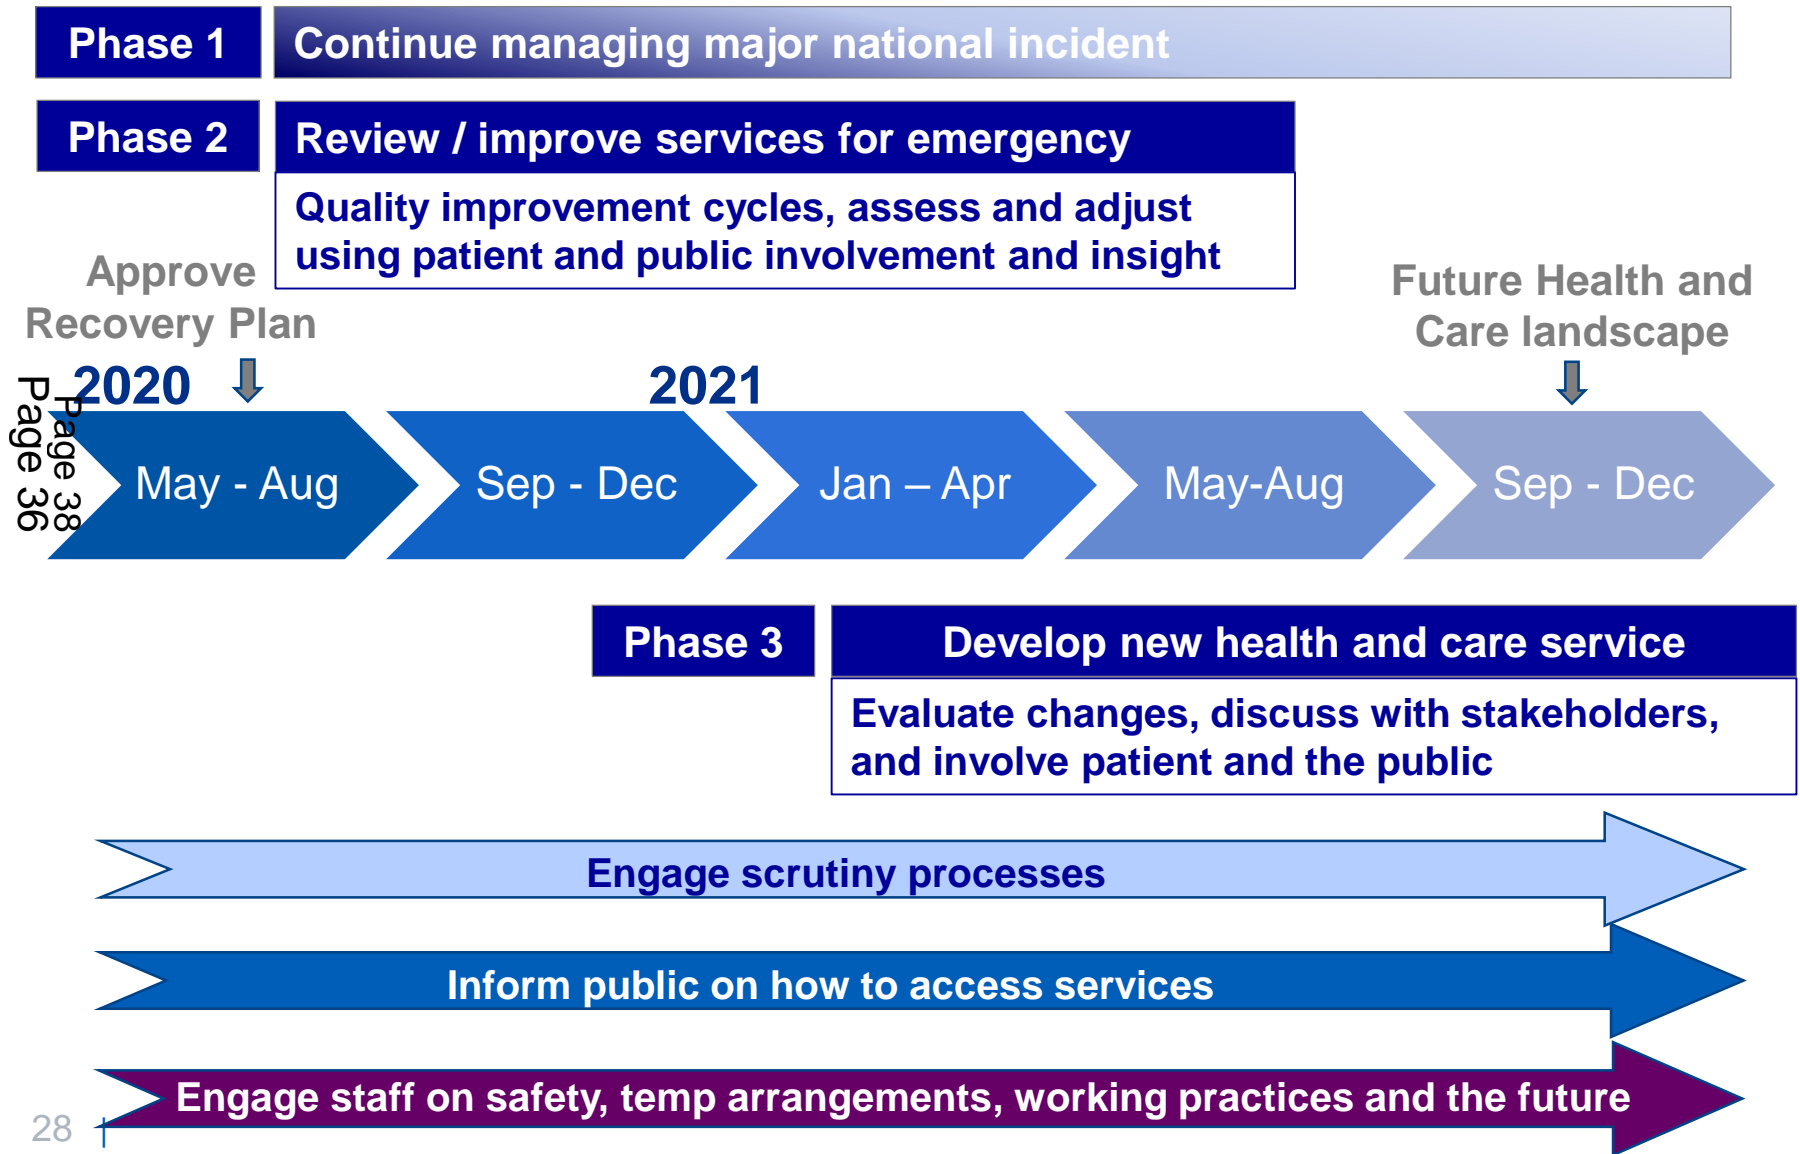 Phase 1
Continue managing major national incident
Phase 2
Review / improve services for emergency
Quality improvement cycles, assess and adjust
using patient and public involvement and insight
Approve
Recovery Plan
Future Health and
Care landscape
2020
2021
Page 36
Page 38
May - Aug
Sep - Dec
Jan – Apr
May-Aug
Sep - Dec
Phase 3
Develop new health and care service
Evaluate changes, discuss with stakeholders,
and involve patient and the public
Engage scrutiny processes
Inform public on how to access services
Engage staff on safety, temp arrangements, working practices and the future
28